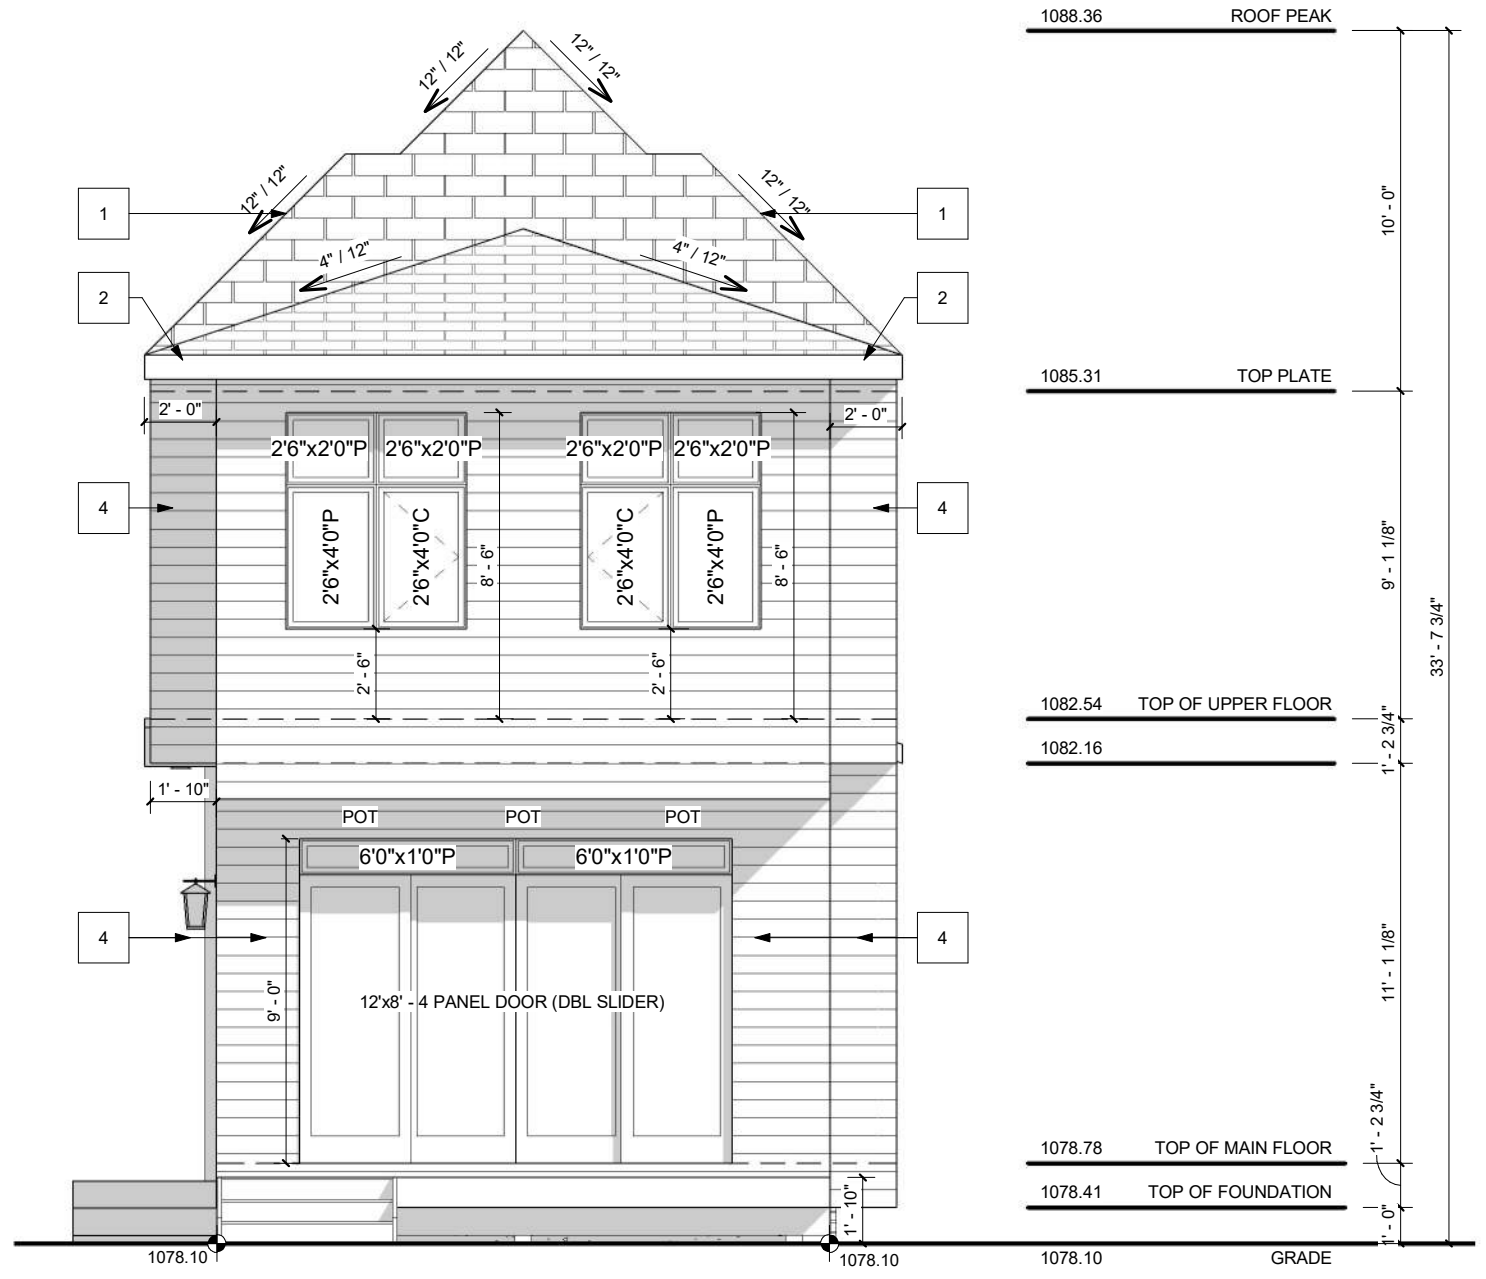 1088.36 ROOF PEAK
12" / 12"
12" / 12"
12" / 12"
12" / 12"
1
1
10' - 0"
4" / 12"
4" / 12"
2
2
1085.31 TOP PLATE
2' - 0"
2' - 0"
2'6"x2'0"P
2'6"x2'0"P
2'6"x2'0"P
2'6"x2'0"P
4
4
2'6"x4'0"P
2'6"x4'0"C
8' - 6"
2'6"x4'0"C
2'6"x4'0"P
8' - 6"
9' - 1 1/8"
33' - 7 3/4"
2' - 6"
2' - 6"
1082.54 TOP OF UPPER FLOOR
1' - 2 3/4"
1082.16
1' - 10"
POT
POT
POT
6'0"x1'0"P
6'0"x1'0"P
4
4
11' - 1 1/8"
9' - 0"
12'x8' - 4 PANEL DOOR (DBL SLIDER)
1' - 2 3/4"
1078.78 TOP OF MAIN FLOOR
1078.41 TOP OF FOUNDATION
1' - 10"
1' - 0"
1078.10
1078.10
1078.10 GRADE